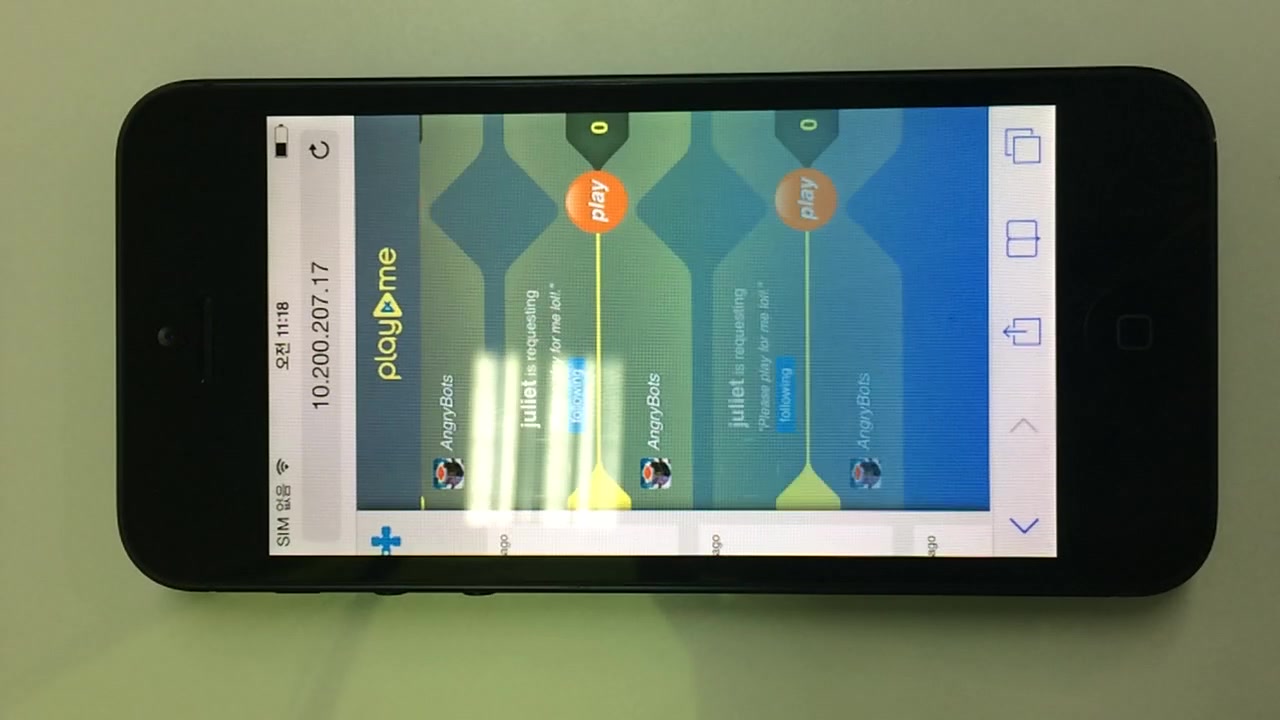 SIM 없음 오전 11:18
10.200.207.17
play me
AngryBots
juliet is requesting
y for me lol!"
following
play 0
AngryBots
ago
juliet is requesting
"Please play for me lol!"
following
play 0
ago
AngryBots
ago